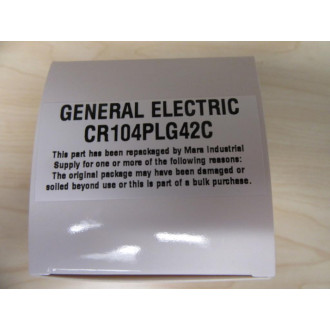 GENERAL ELECTRIC
CR104PLG42C
This part has been repackaged by Mara Industrial
Supply for one or more of the following reasons:
The original package may have been damaged or
soiled beyond use or this is part of a bulk purchase.